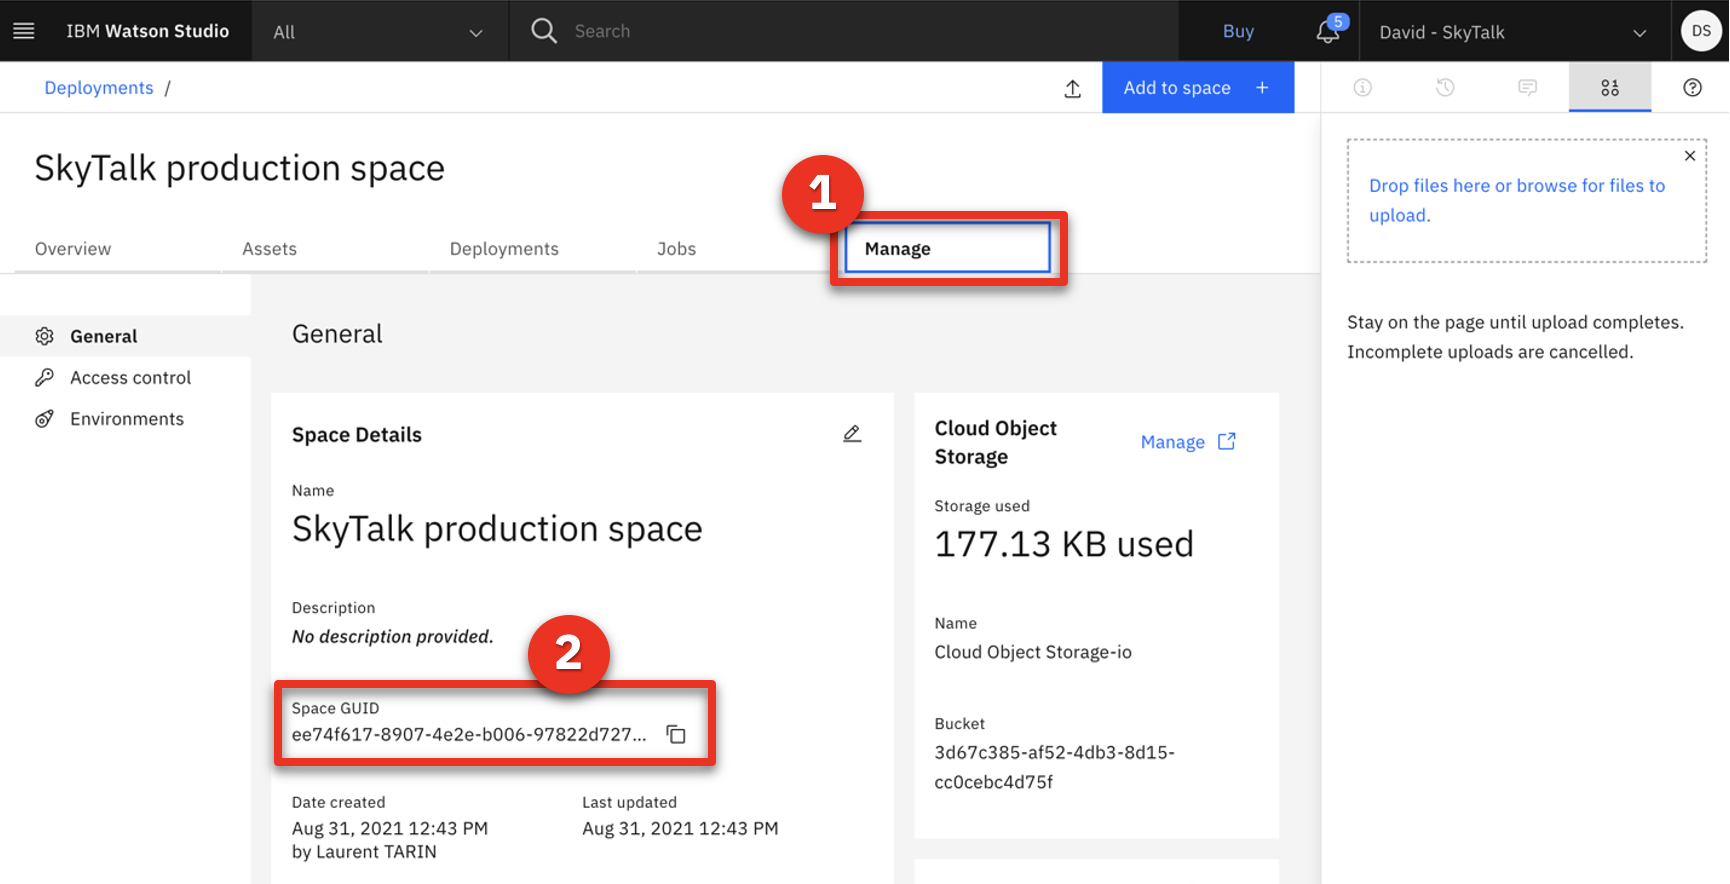 IBM Watson Studio
All
Search
Buy
5
David - SkyTalk
DS
Deployments /
Add to space +
SkyTalk production space
1
Overview
Assets
Deployments
Jobs
Manage
General
Access control
Environments
General
Space Details
Name
SkyTalk production space
Description
No description provided.
2
Space GUID
ee74f617-8907-4e2e-b006-97822d727...
Date created
Aug 31, 2021 12:43 PM
by Laurent TARIN
Last updated
Aug 31, 2021 12:43 PM
Cloud Object
Storage
Manage
Storage used
177.13 KB used
Name
Cloud Object Storage-io
Bucket
3d67c385-af52-4db3-8d15-
cc0cebc4d75f
Drop files here or browse for files to
upload.
Stay on the page until upload completes.
Incomplete uploads are cancelled.